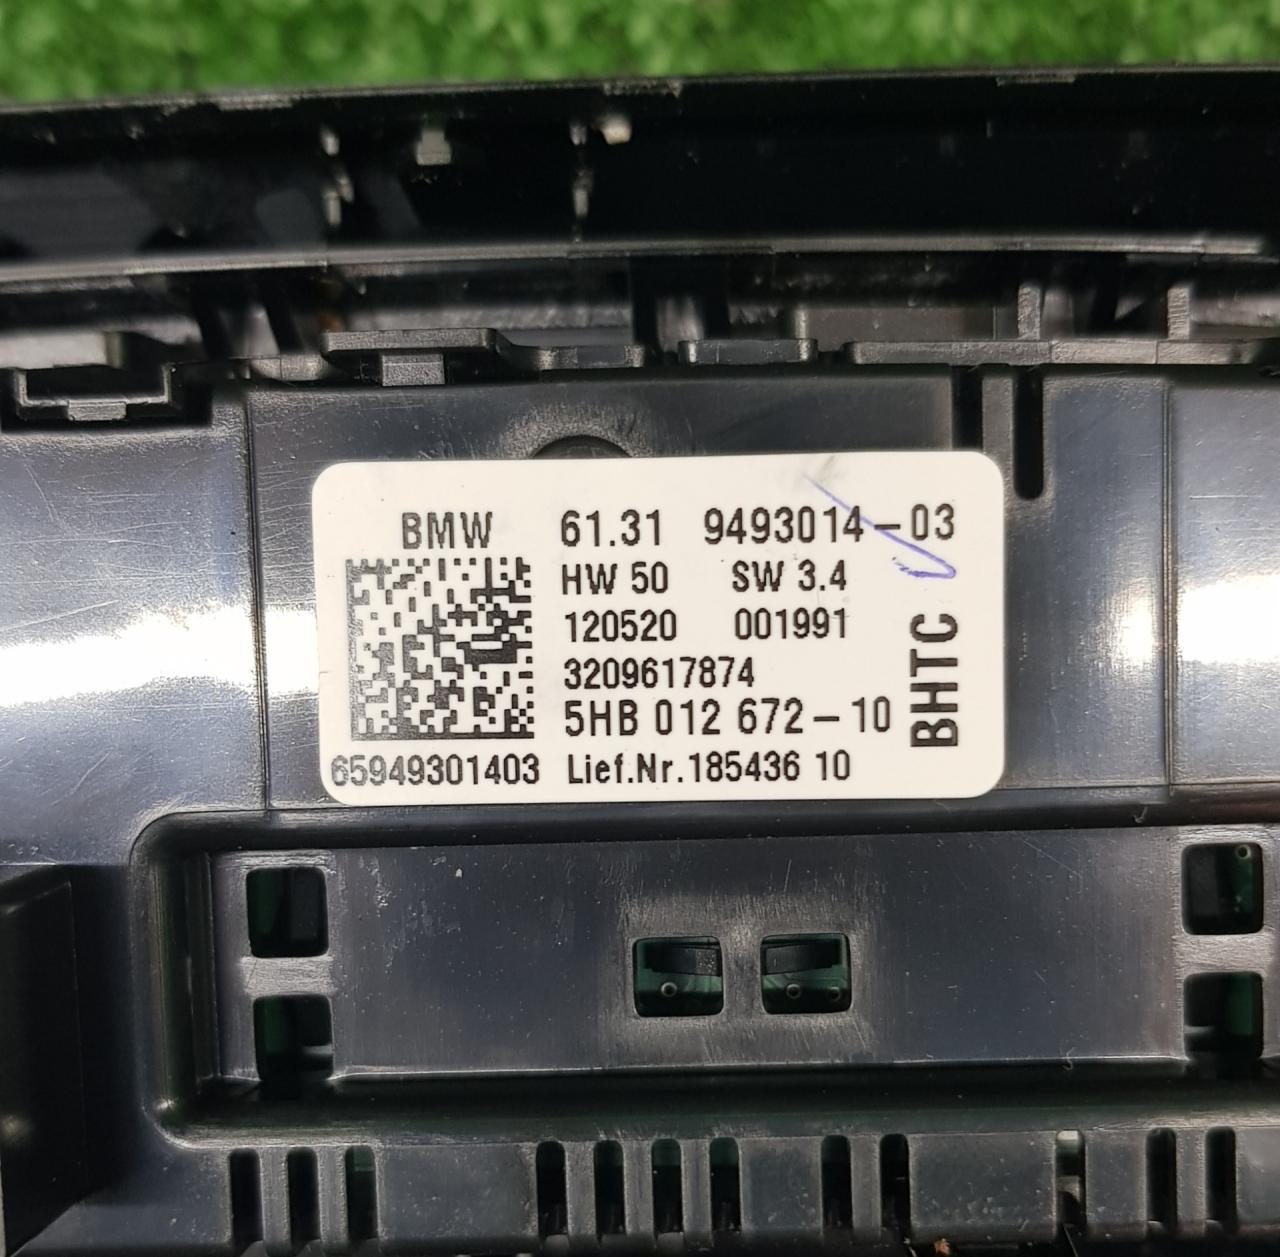 BMW 61.31 9493014-03
HW 50 SW 3.4
120520 001991
3209617874
5HB 012 672-10
65949301403 Lief.Nr.185436 10
BHTC